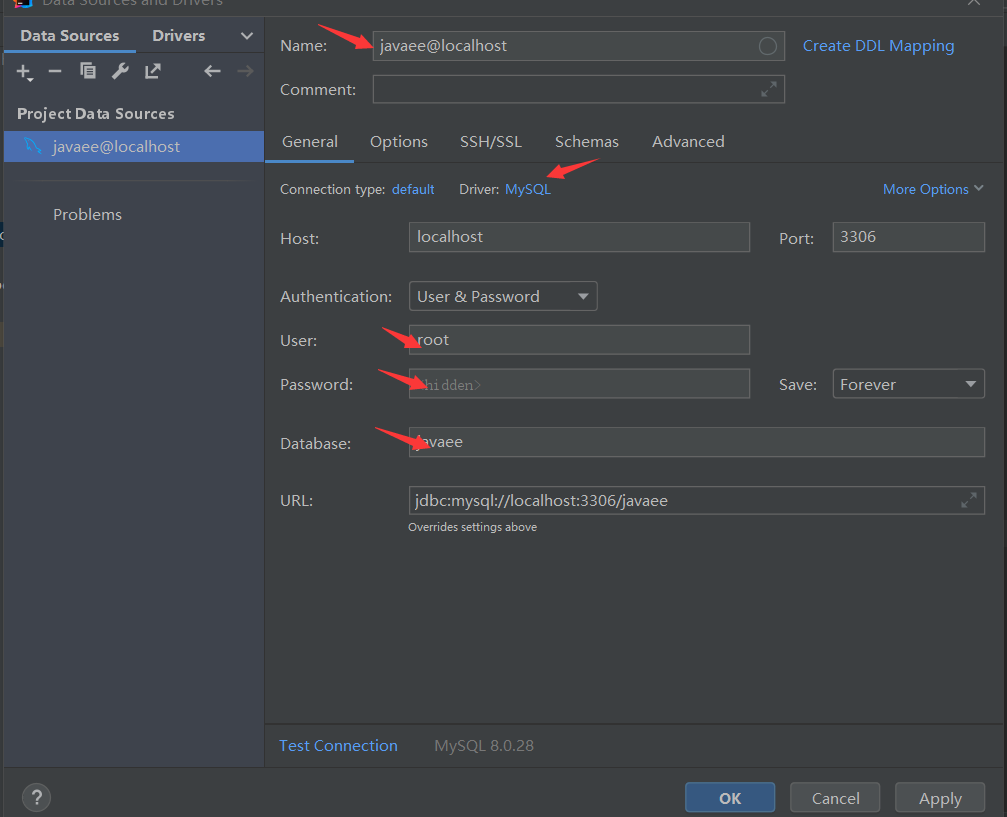 Data Sources and Drivers
Data Sources Drivers
Name: javaee@localhost Create DDL Mapping
Comment:
Project Data Sources
javaee@localhost
General Options SSH/SSL Schemas Advanced
Connection type: default Driver: MySQL More Options
Problems
Host: localhost Port: 3306
Authentication: User & Password
User: root
Password: <hidden> Save: Forever
Database: javaee
URL: jdbc:mysql://localhost:3306/javaee
Overrides settings above
Test Connection MySQL 8.0.28
? OK Cancel Apply